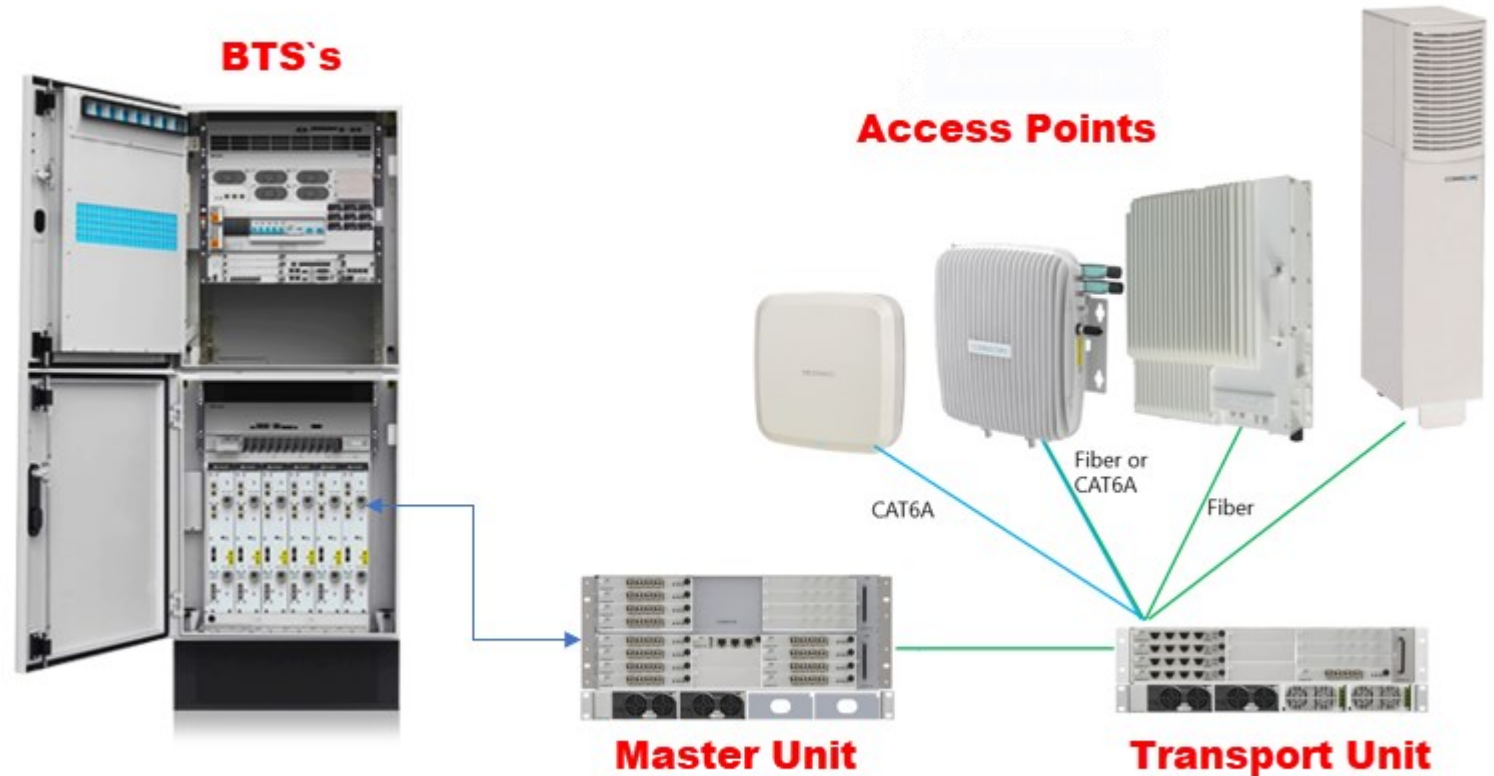 BTS`s
Access Points
CAT6A
Fiber or
CAT6A
Fiber
Master Unit
Transport Unit